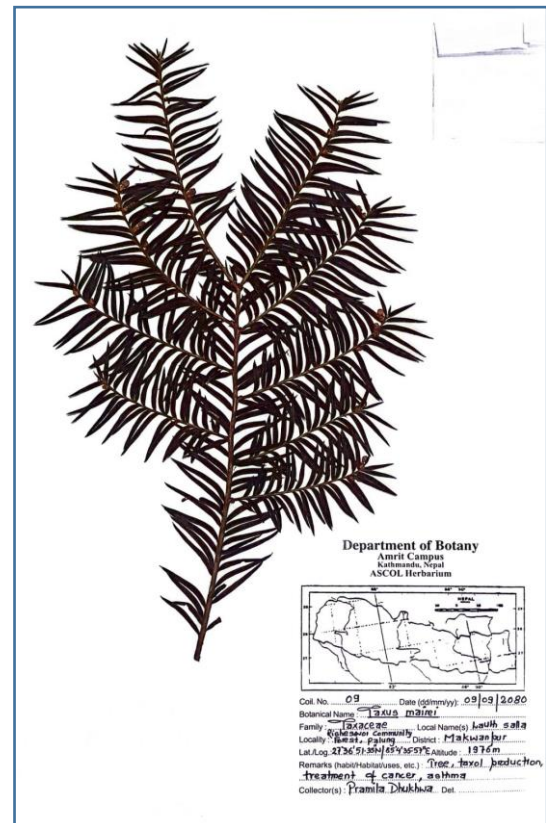 Department of Botany
Amrit Campus
Kathmandu, Nepal
ASCOL Herbarium
NEPAL
Coll. No. 09 Date (dd/mm/yy): 09/09/2080
Botanical Name: Taxus mairei
Family: Taxaceae Local Name(s) Lauth salla
Community
Locality: Forest, palung District: Makwanpur
Lat./Log. 27°36'51.35N/85°4'35.57"E Altitude: 1976m
Remarks (habit/Habitat/uses, etc.): Tree, taxol production,
treatment of cancer, asthma
Collector(s): Pramila Dhukhwa Det.